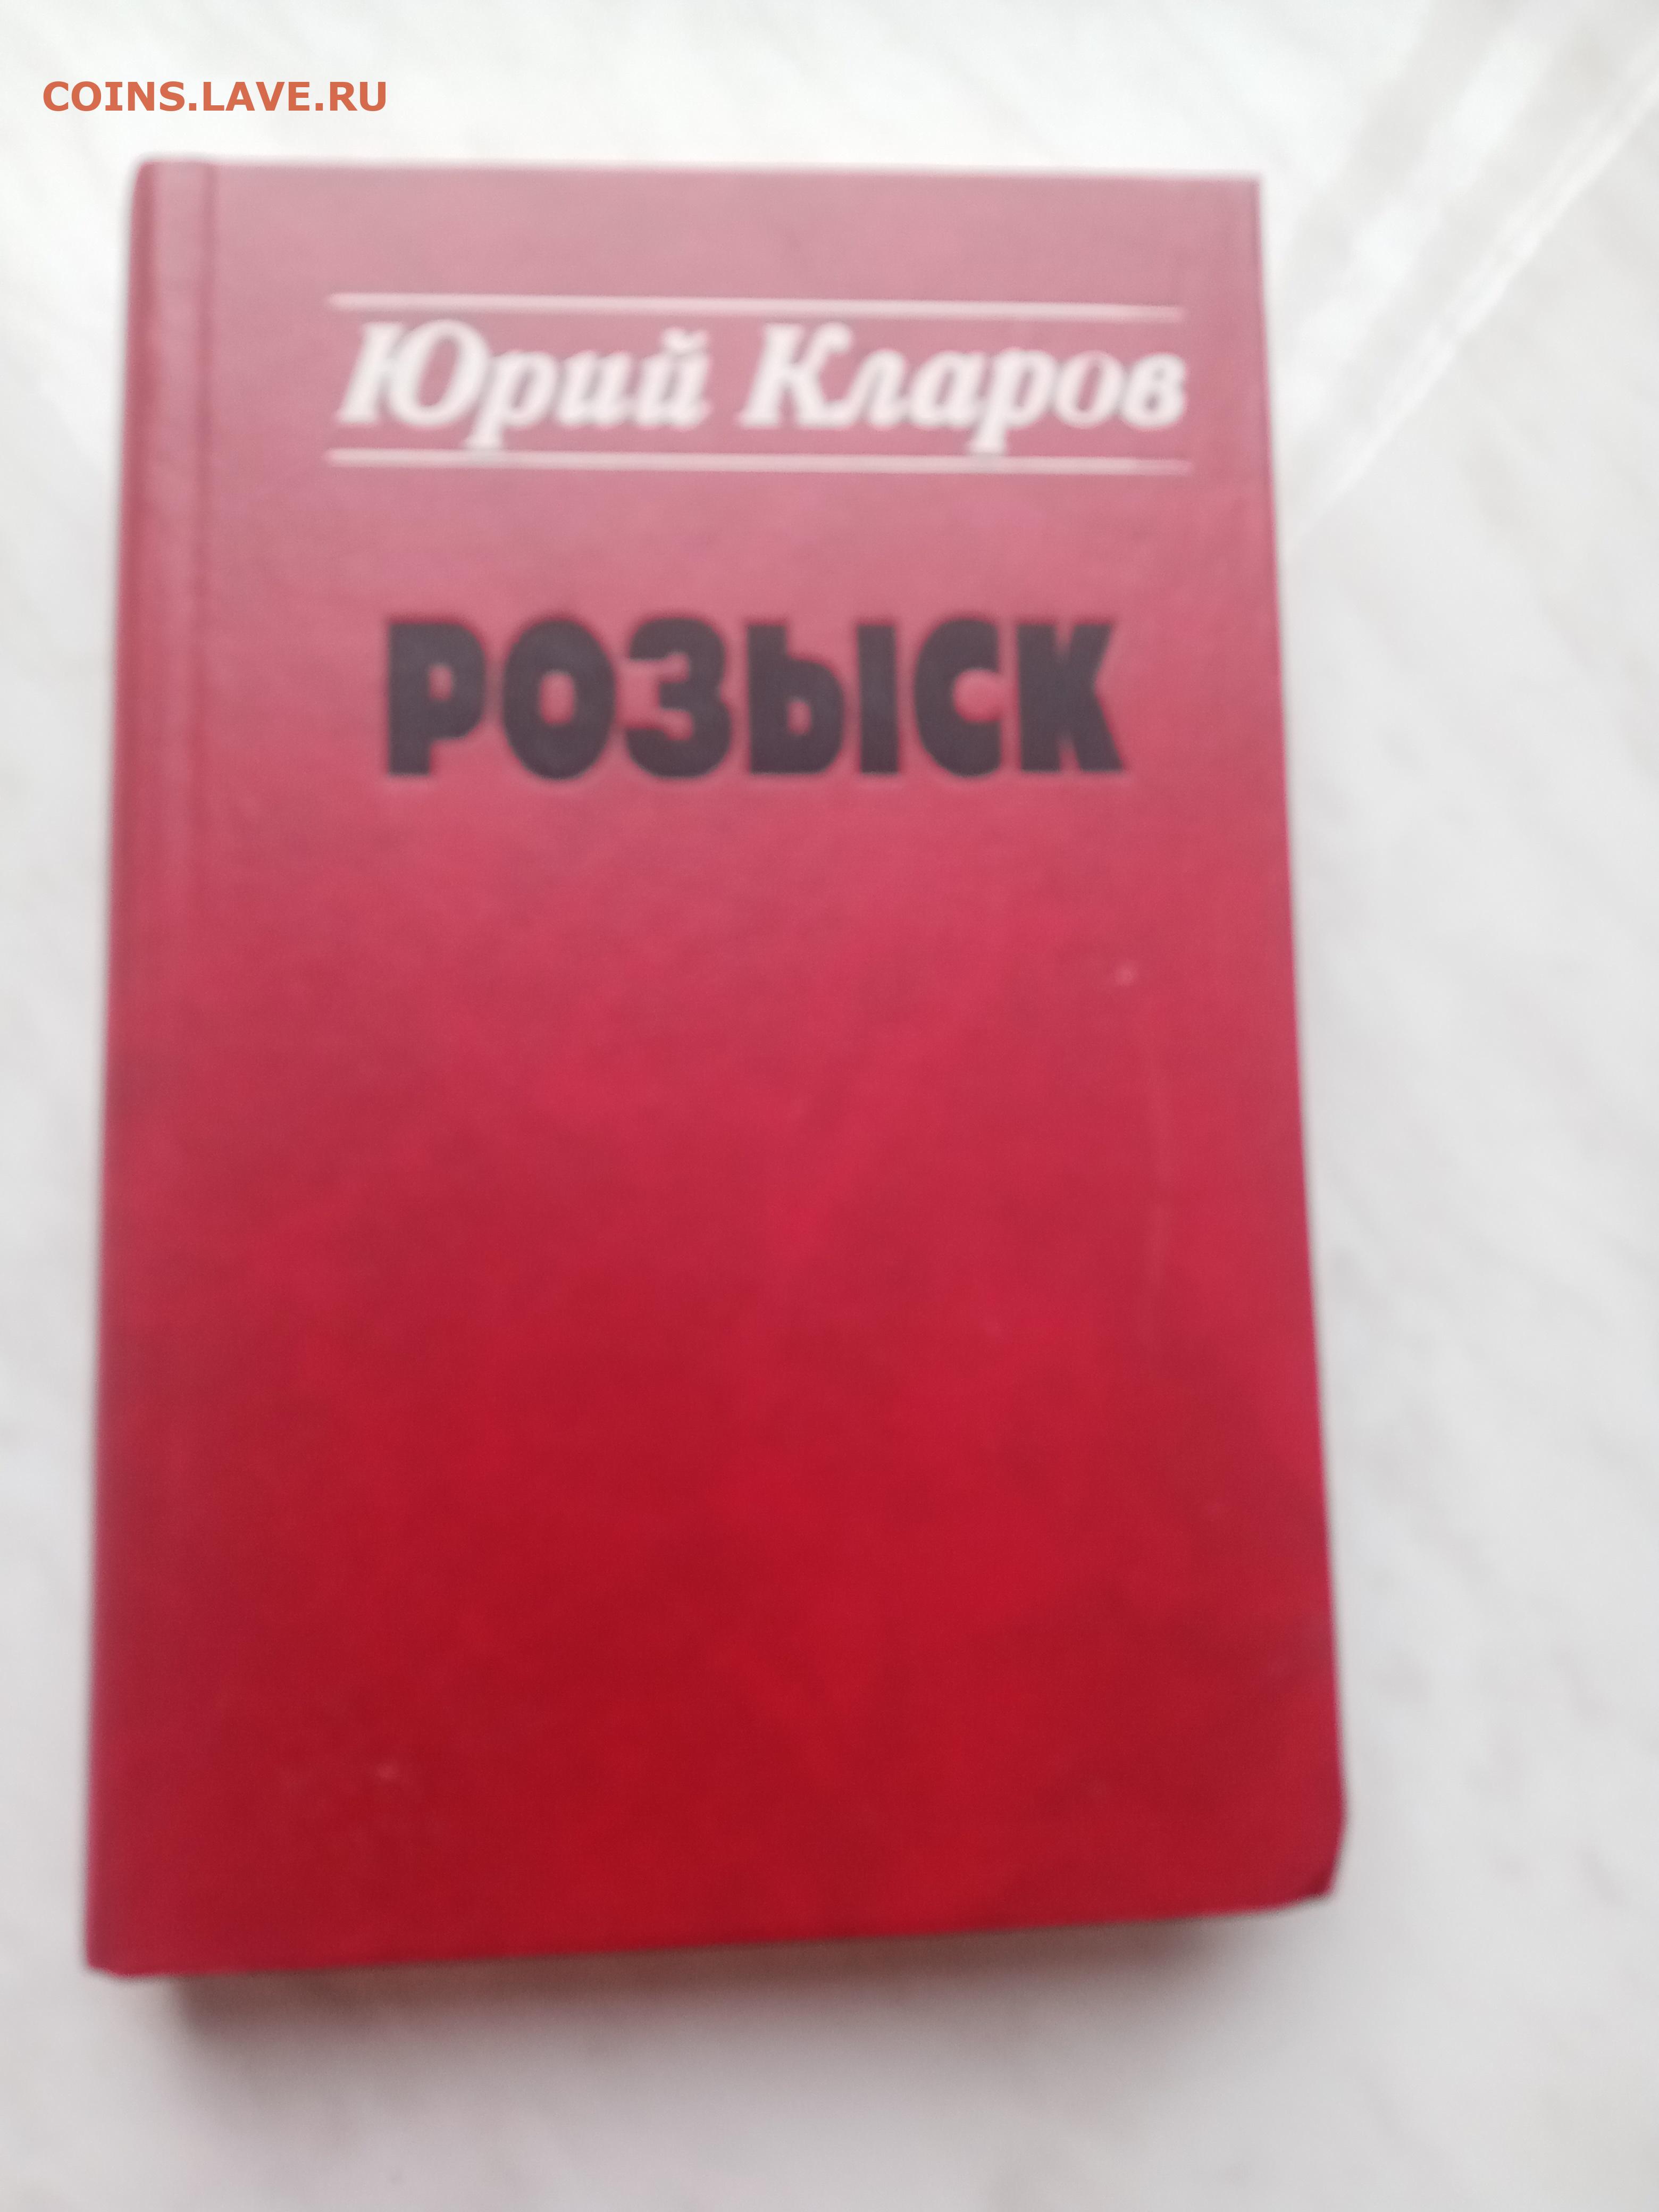 COINS.LAVE.RU
Юрий Кларов
РОЗЫСК